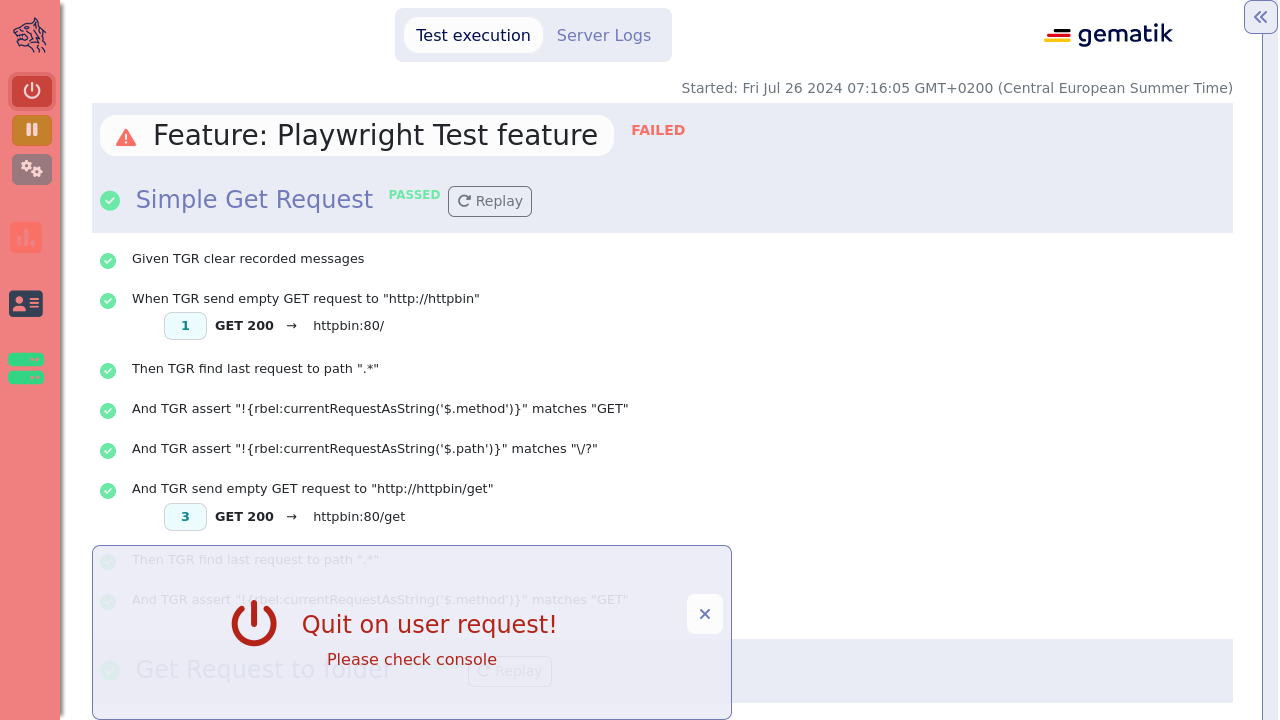 Test execution
Server Logs
gematik
Started: Fri Jul 26 2024 07:16:05 GMT+0200 (Central European Summer Time)
Feature: Playwright Test feature
FAILED
Simple Get Request
PASSED
Replay
Given TGR clear recorded messages
When TGR send empty GET request to "http://httpbin"
1 GET 200 → httpbin:80/
Then TGR find last request to path ".*"
And TGR assert "!{rbel:currentRequestAsString('$.method')}" matches "GET"
And TGR assert "!{rbel:currentRequestAsString('$.path')}" matches "\/?"
And TGR send empty GET request to "http://httpbin/get"
3 GET 200 → httpbin:80/get
Then TGR find last request to path ".*"
And TGR assert "!{rbel:currentRequestAsString('$.method')}" matches "GET"
Quit on user request!
Please check console
Get Request to folder
Replay